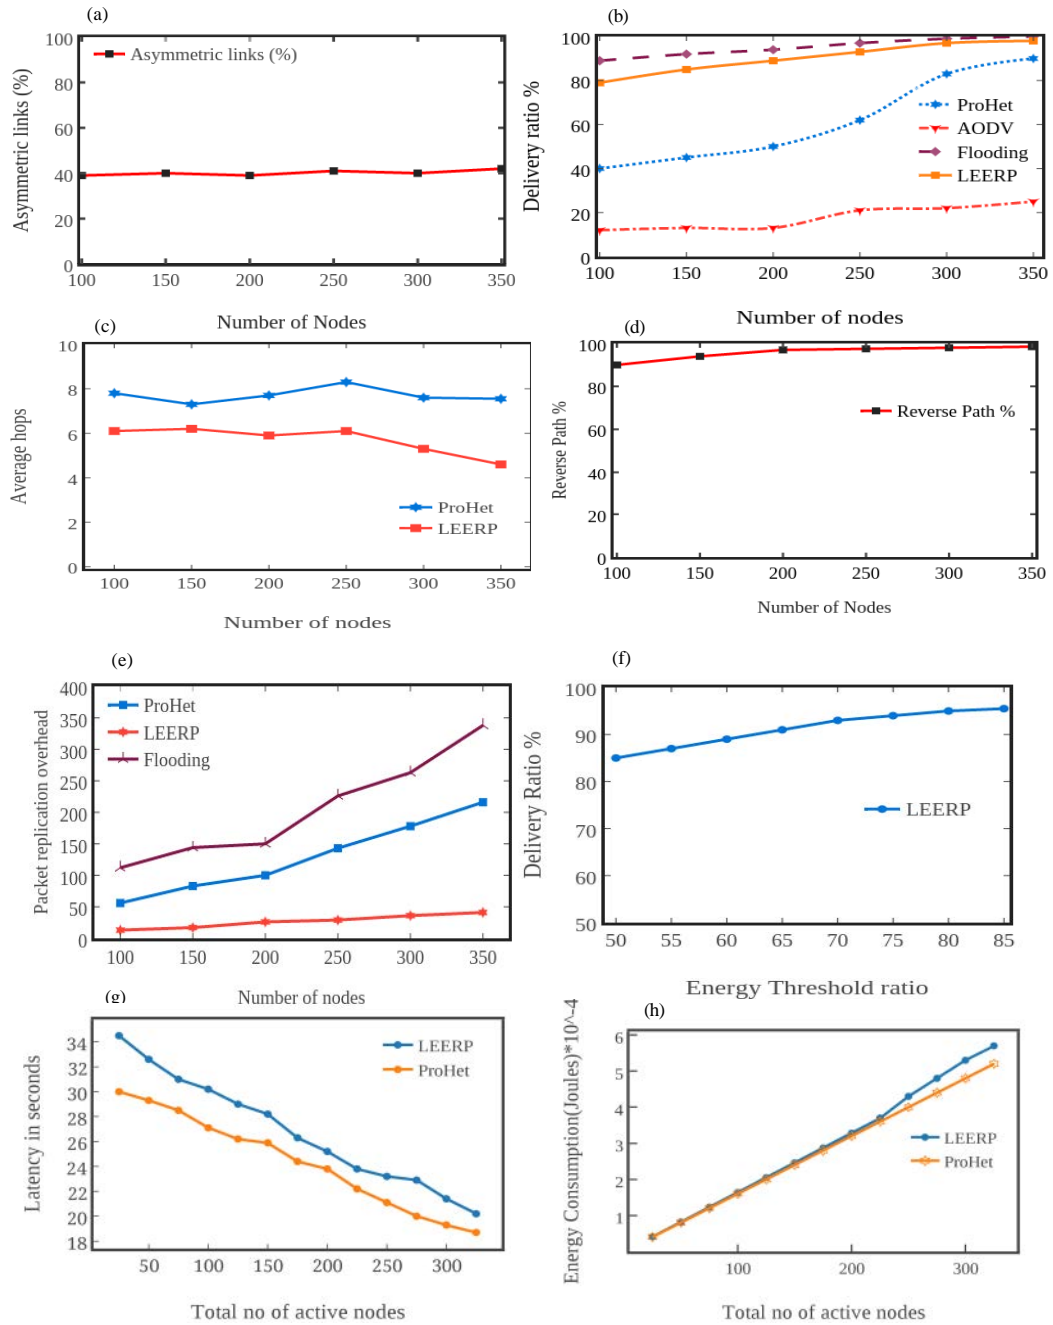 (a)
100
80
60
40
20
0
Asymmetric links (%)
Asymmetric links (%)
100 150 200 250 300 350
Number of Nodes
(b)
100
80
60
40
20
0
Delivery ratio %
ProHet
AODV
Flooding
LEERP
100 150 200 250 300 350
Number of nodes
(c)
10
8
6
4
2
0
Average hops
ProHet
LEERP
100 150 200 250 300 350
Number of nodes
(d)
100
80
60
40
20
0
Reverse Path %
Reverse Path %
100 150 200 250 300 350
Number of Nodes
(e)
400
350
300
250
200
150
100
50
0
Packet replication overhead
ProHet
LEERP
Flooding
100 150 200 250 300 350
Number of nodes
(f)
100
90
80
70
60
50
Delivery Ratio %
LEERP
50 55 60 65 70 75 80 85
Energy Threshold ratio
(g)
34
32
30
28
26
24
22
20
18
Latency in seconds
LEERP
ProHet
50 100 150 200 250 300
Total no of active nodes
(h)
6
5
4
3
2
1
Energy Consumption(Joules)*10^-4
LEERP
ProHet
100 200 300
Total no of active nodes